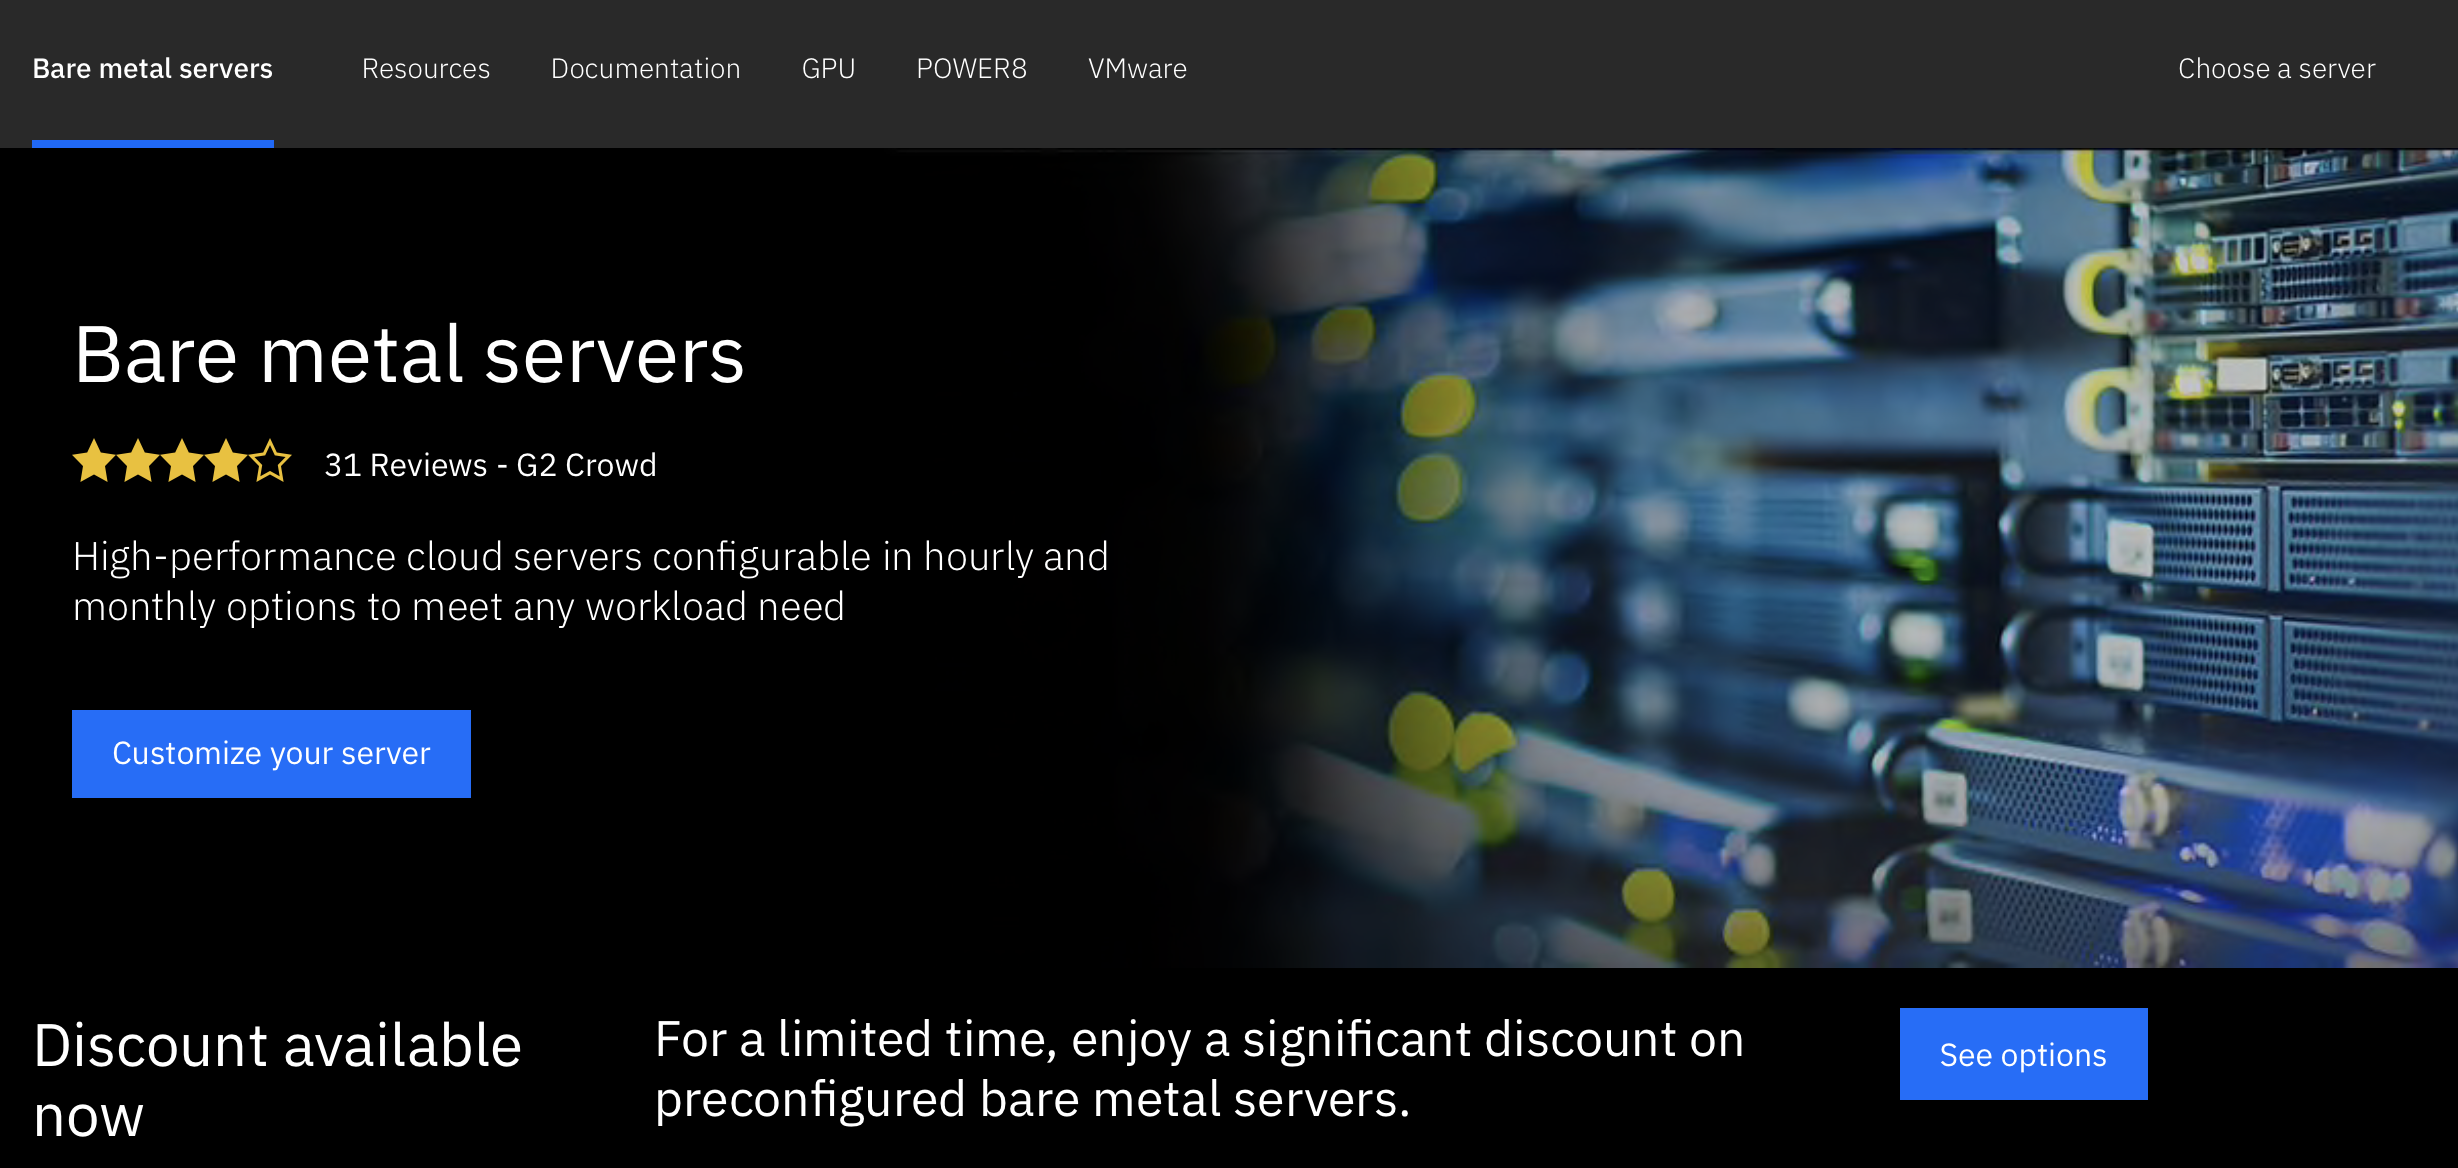 Bare metal servers
Resources
Documentation
GPU
POWER8
VMware
Choose a server
Bare metal servers
31 Reviews - G2 Crowd
High-performance cloud servers configurable in hourly and
monthly options to meet any workload need
Customize your server
Discount available
now
For a limited time, enjoy a significant discount on
preconfigured bare metal servers.
See options